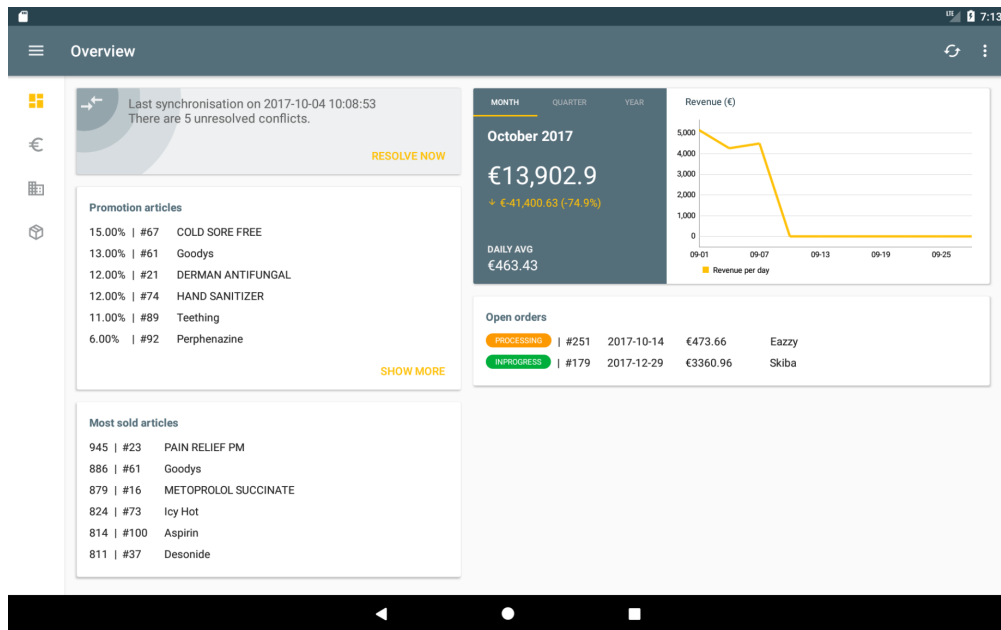 LTE 7:13
Overview
Last synchronisation on 2017-10-04 10:08:53
There are 5 unresolved conflicts.
RESOLVE NOW
Promotion articles
15.00% | #67 COLD SORE FREE
13.00% | #61 Goodys
12.00% | #21 DERMAN ANTIFUNGAL
12.00% | #74 HAND SANITIZER
11.00% | #89 Teething
6.00% | #92 Perphenazine
SHOW MORE
Most sold articles
945 | #23 PAIN RELIEF PM
886 | #61 Goodys
879 | #16 METOPROLOL SUCCINATE
824 | #73 Icy Hot
814 | #100 Aspirin
811 | #37 Desonide
MONTH QUARTER YEAR
October 2017
€13,902.9
€-41,400.63 (-74.9%)
DAILY AVG
€463.43
Revenue (€)
5,000
4,000
3,000
2,000
1,000
0
09-01 09-07 09-13 09-19 09-25
Revenue per day
Open orders
PROCESSING | #251 2017-10-14 €473.66 Eazzy
INPROGRESS | #179 2017-12-29 €3360.96 Skiba